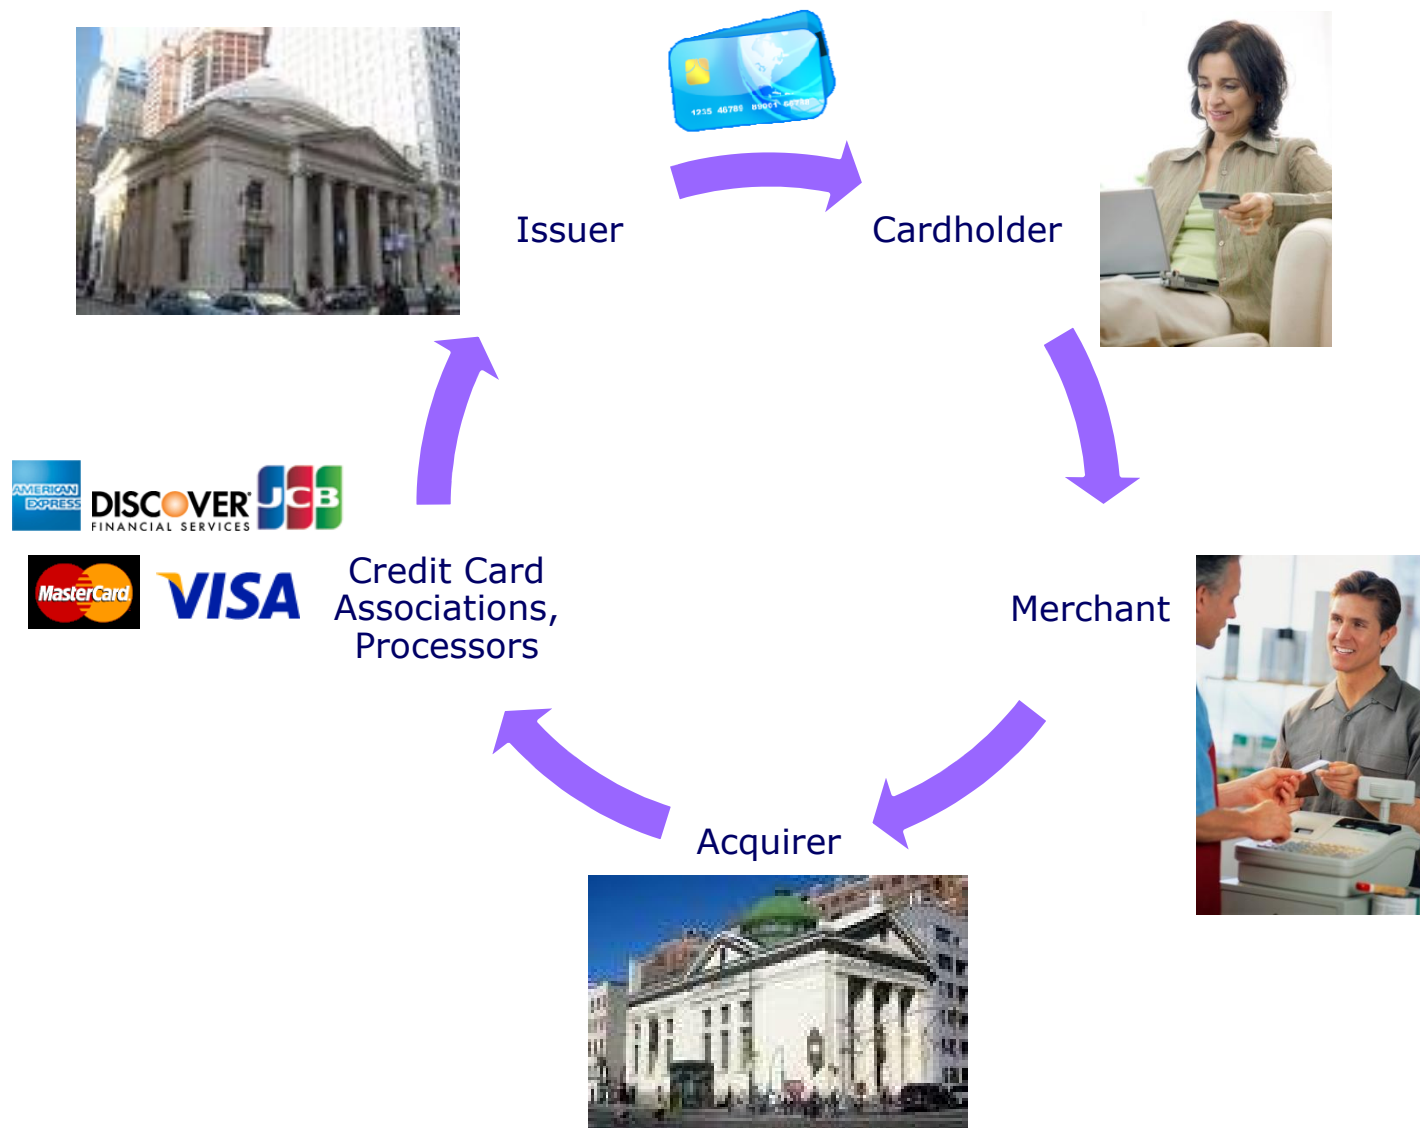 Issuer
Cardholder
AMERICAN
EXPRESS
DISCOVER
FINANCIAL SERVICES
JCB
MasterCard
VISA
Credit Card
Associations,
Processors
Merchant
Acquirer